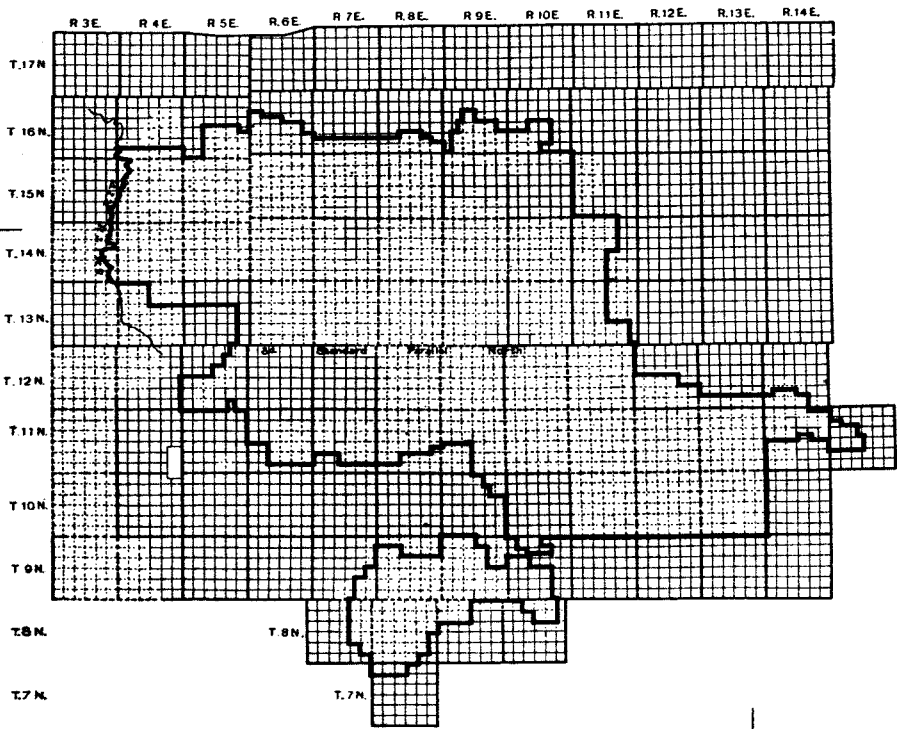 R 3E. R 4E. R 5E. R.6E. R 7E. R.8E. R 9E. R 10E R.11E. R.12E. R.13E. R.14E.
T.17N
T 16N.
T.15N
T.14N.
T.13N.
Standard Parallel North
T.12N.
T.11N.
T.10N.
T 9N.
T.8N. T.8N.
T.7N. T.7N.